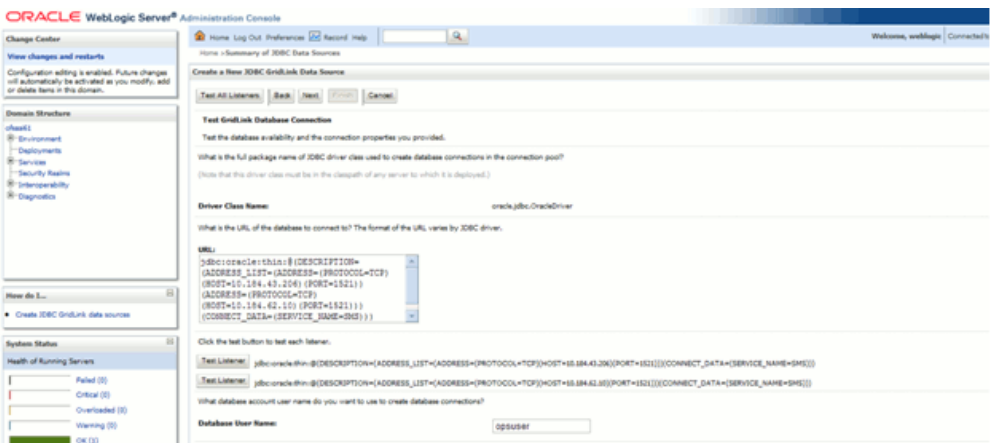 ORACLE WebLogic Server® Administration Console
Change Center
View changes and restarts
Configuration editing is enabled. Future changes
will automatically be activated as you modify, add
or delete items in this domain.
Domain Structure
Environment
Deployments
Services
Security Realms
Interoperability
Diagnostics
How do I...
Create JDBC GridLink data sources
System Status
Health of Running Servers
Failed (0)
Critical (0)
Overloaded (0)
Warning (0)
OK (1)
Home Log Out Preferences Record Help
Welcome, weblogic Connected
Home >Summary of JDBC Data Sources
Create a New JDBC GridLink Data Source
Test All Listeners Back Next Finish Cancel
Test GridLink Database Connection
Test the database availability and the connection properties you provided.
What is the full package name of JDBC driver class used to create database connections in the connection pool?
(Note that this driver class must be in the classpath of any server to which it is deployed.)
Driver Class Name: oracle.jdbc.OracleDriver
What is the URL of the database to connect to? The format of the URL varies by JDBC driver.
URL:
jdbc:oracle:thin:@(DESCRIPTION=
(ADDRESS_LIST=(ADDRESS=(PROTOCOL=TCP)
(HOST=10.184.43.206)(PORT=1521))
(ADDRESS=(PROTOCOL=TCP)
(HOST=10.184.62.10)(PORT=1521)))
(CONNECT_DATA=(SERVICE_NAME=SMS)))
Click the test button to test each listener.
Test Listener jdbc:oracle:thin:@(DESCRIPTION=(ADDRESS_LIST=(ADDRESS=(PROTOCOL=TCP)(HOST=10.184.43.206)(PORT=1521)))(CONNECT_DATA=(SERVICE_NAME=SMS)))
Test Listener jdbc:oracle:thin:@(DESCRIPTION=(ADDRESS_LIST=(ADDRESS=(PROTOCOL=TCP)(HOST=10.184.62.10)(PORT=1521)))(CONNECT_DATA=(SERVICE_NAME=SMS)))
What database account user name do you want to use to create database connections?
Database User Name: opsuser